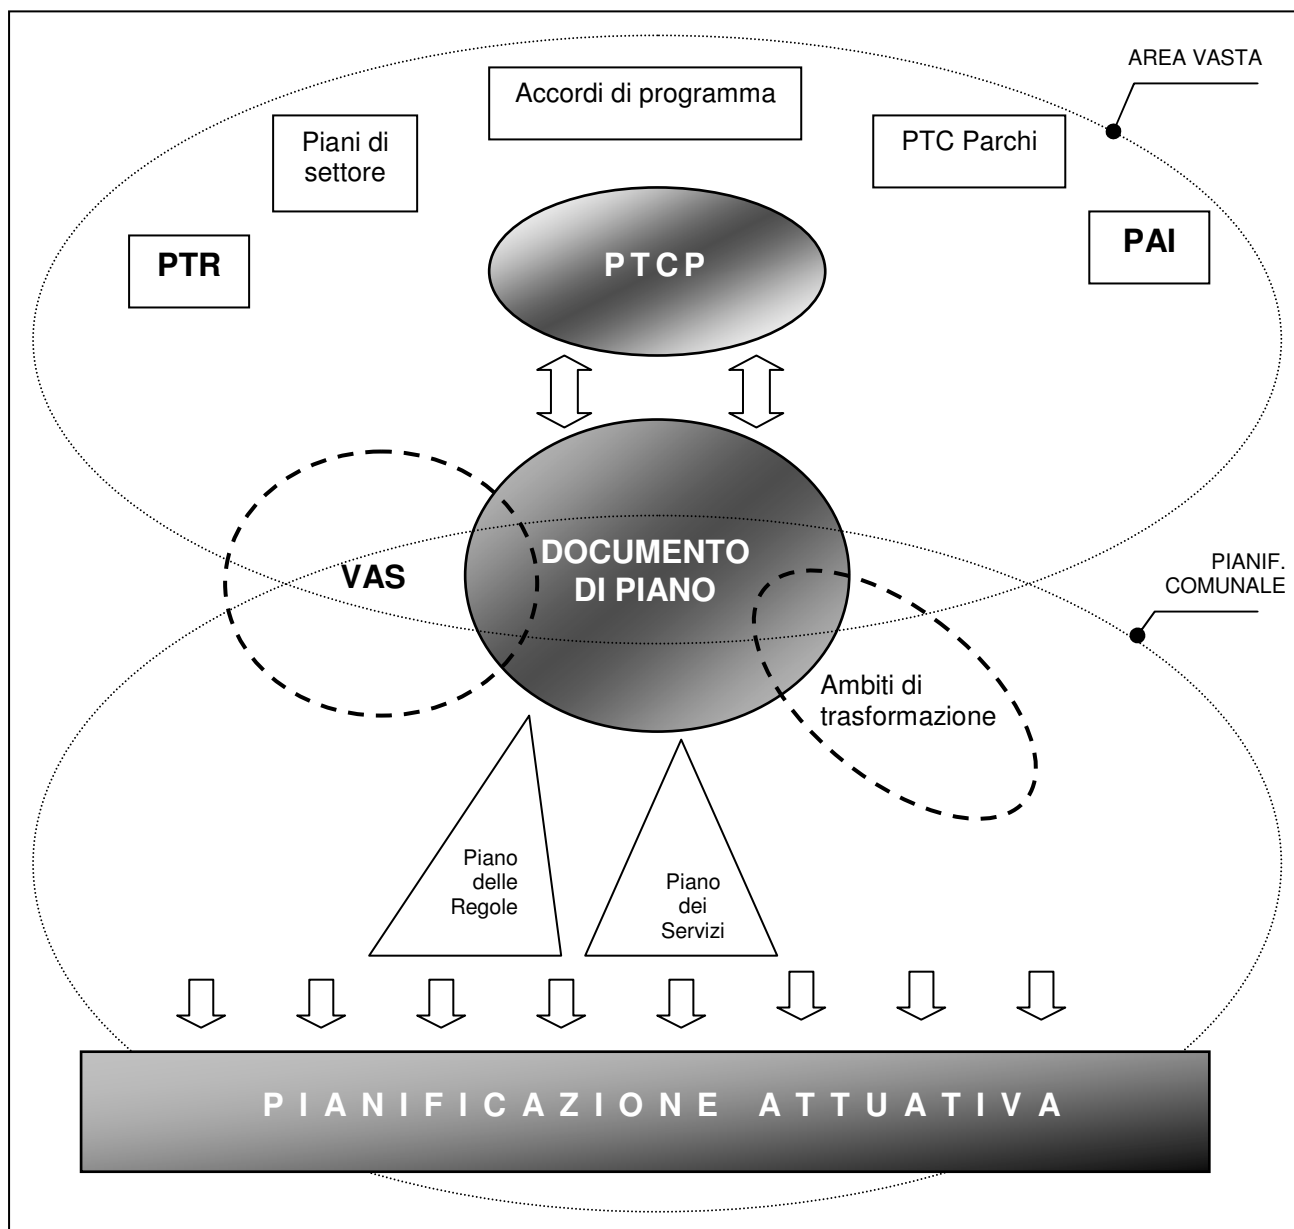 AREA VASTA
Accordi di programma
Piani di
settore
PTC Parchi
PTR
PTCP
PAI
VAS
DOCUMENTO
DI PIANO
PIANIF.
COMUNALE
Ambiti di
trasformazione
Piano
delle
Regole
Piano
dei
Servizi
PIANIFICAZIONE ATTUATIVA